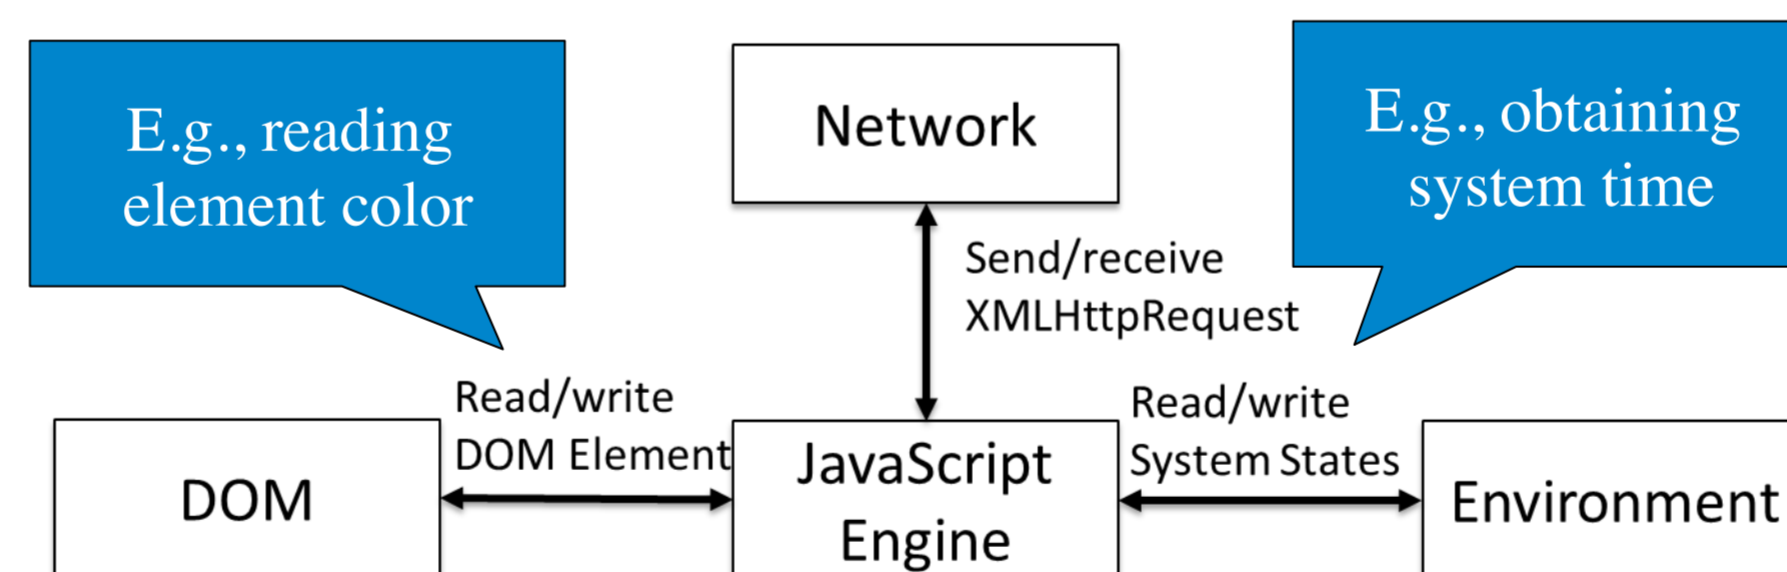 E.g., reading
element color
Network
E.g., obtaining
system time
Send/receive
XMLHttpRequest
Read/write
DOM Element
Read/write
System States
DOM
JavaScript
Engine
Environment